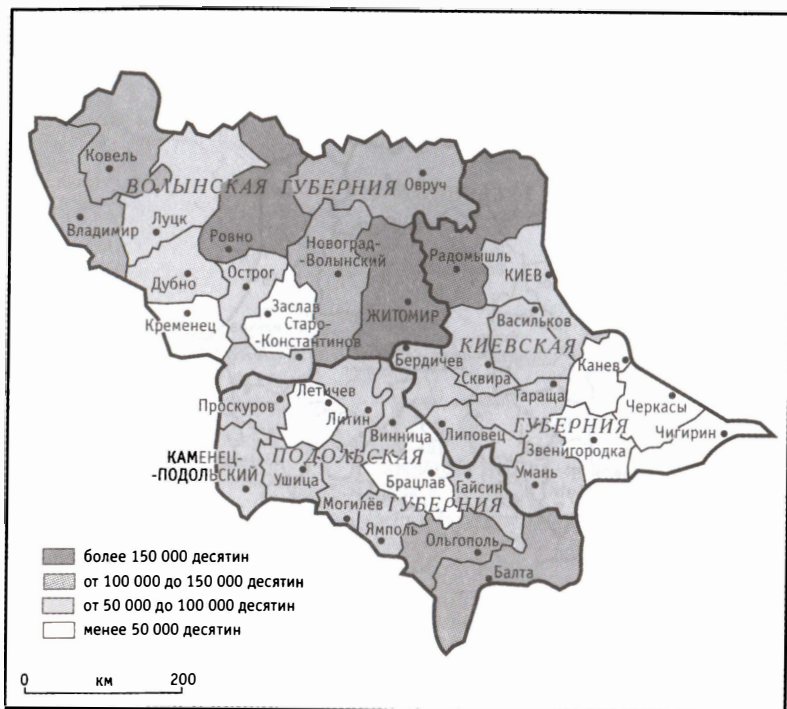 Ковель
ВОЛЫНСКАЯ ГУБЕРНИЯ
Овруч
Владимир
Луцк
Ровно
Новоград-
-Волынский
Радомышль
КИЕВ
Дубно
Острог
Кременец
Заслав
Старо-
-Константинов
ЖИТОМИР
Васильков
Бердичев
КИЕВСКАЯ
Сквира
Канев
Проскуров
Летичев
Литин
Тараща
Черкасы
Винница
Липовец
ГУБЕРНИЯ
Чигирин
КАМЕНЕЦ-
-ПОДОЛЬСКИЙ
ПОДОЛЬСКАЯ
Звенигородка
Ушица
Брацлав
Гайсин
Умань
Могилёв
ГУБЕРНИЯ
Ямполь
Ольгополь
Балта
более 150 000 десятин
от 100 000 до 150 000 десятин
от 50 000 до 100 000 десятин
менее 50 000 десятин
0 км 200